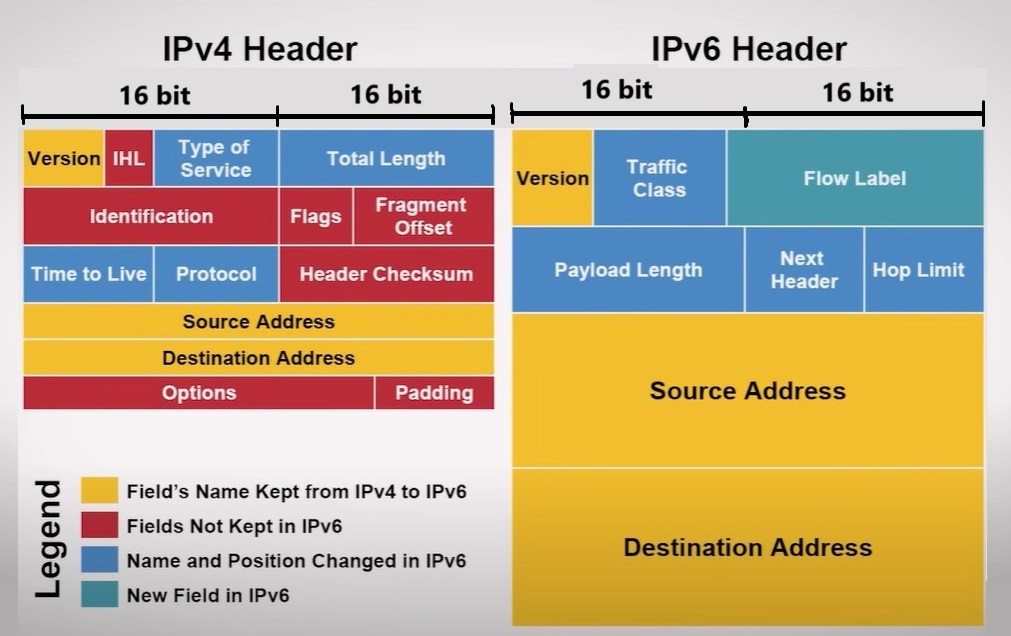 IPv4 Header
16 bit 16 bit
Version IHL Type of Service Total Length
Identification Flags Fragment Offset
Time to Live Protocol Header Checksum
Source Address
Destination Address
Options Padding
IPv6 Header
16 bit 16 bit
Version Traffic Class Flow Label
Payload Length Next Header Hop Limit
Source Address
Destination Address
Legend
Field's Name Kept from IPv4 to IPv6
Fields Not Kept in IPv6
Name and Position Changed in IPv6
New Field in IPv6